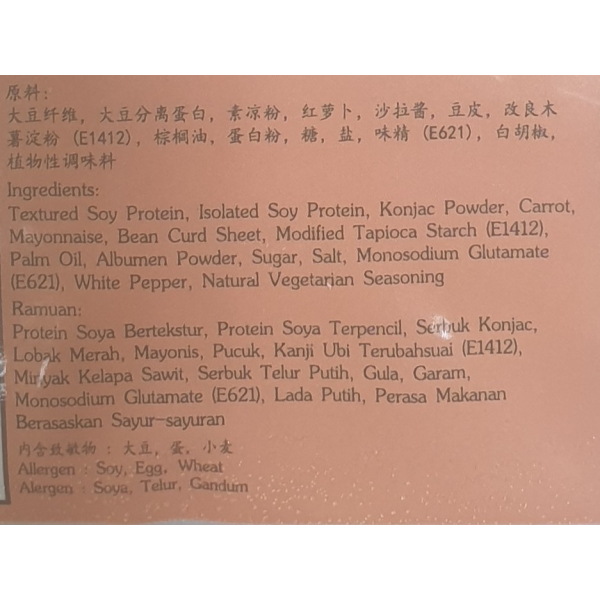 原料:
大豆纤维, 大豆分离蛋白, 素凉粉, 红萝卜, 沙拉酱, 豆皮, 改良木
薯淀粉 (E1412), 棕榈油, 蛋白粉, 糖, 盐, 味精 (E621), 白胡椒,
植物性调味料
Ingredients:
Textured Soy Protein, Isolated Soy Protein, Konjac Powder, Carrot,
Mayonnaise, Bean Curd Sheet, Modified Tapioca Starch (E1412),
Palm Oil, Albumen Powder, Sugar, Salt, Monosodium Glutamate
(E621), White Pepper, Natural Vegetarian Seasoning
Ramuan:
Protein Soya Bertekstur, Protein Soya Terpencil, Serbuk Konjac,
Lobak Merah, Mayonis, Pucuk, Kanji Ubi Terubahsuai (E1412),
Minyak Kelapa Sawit, Serbuk Telur Putih, Gula, Garam,
Monosodium Glutamate (E621), Lada Putih, Perasa Makanan
Berasaskan Sayur-sayuran
内含致敏物 : 大豆, 蛋, 小麦
Allergen : Soy, Egg, Wheat
Alergen : Soya, Telur, Gandum